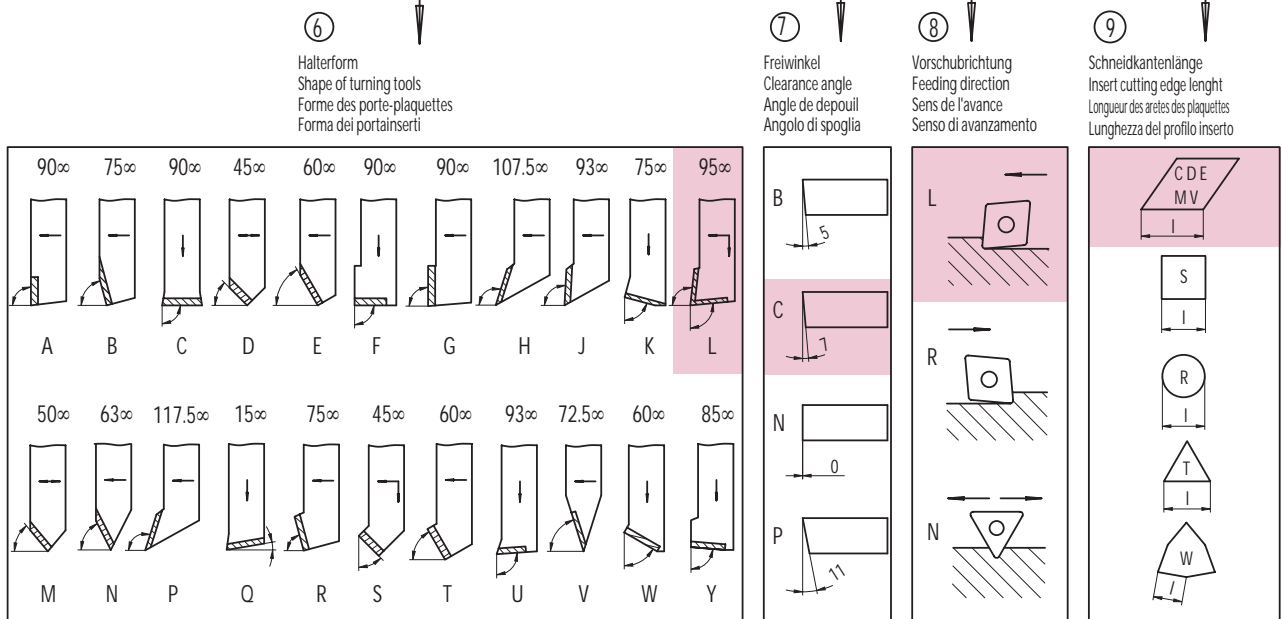 6
Halterform
Shape of turning tools
Forme des porte-plaquettes
Forma dei portainserti
90∞ 75∞ 90∞ 45∞ 60∞ 90∞ 90∞ 107.5∞ 93∞ 75∞ 95∞
A B C D E F G H J K L
50∞ 63∞ 117.5∞ 15∞ 75∞ 45∞ 60∞ 93∞ 72.5∞ 60∞ 85∞
M N P Q R S T U V W Y
7
Freiwinkel
Clearance angle
Angle de depouil
Angolo di spoglia
B
5
C
7
N
0
P
11
8
Vorschubrichtung
Feeding direction
Sens de l'avance
Senso di avanzamento
L
R
N
9
Schneidkantenlänge
Insert cutting edge lenght
Longueur des aretes des plaquettes
Lunghezza del profilo inserto
C D E
M V
l
S
l
R
l
T
l
W
l